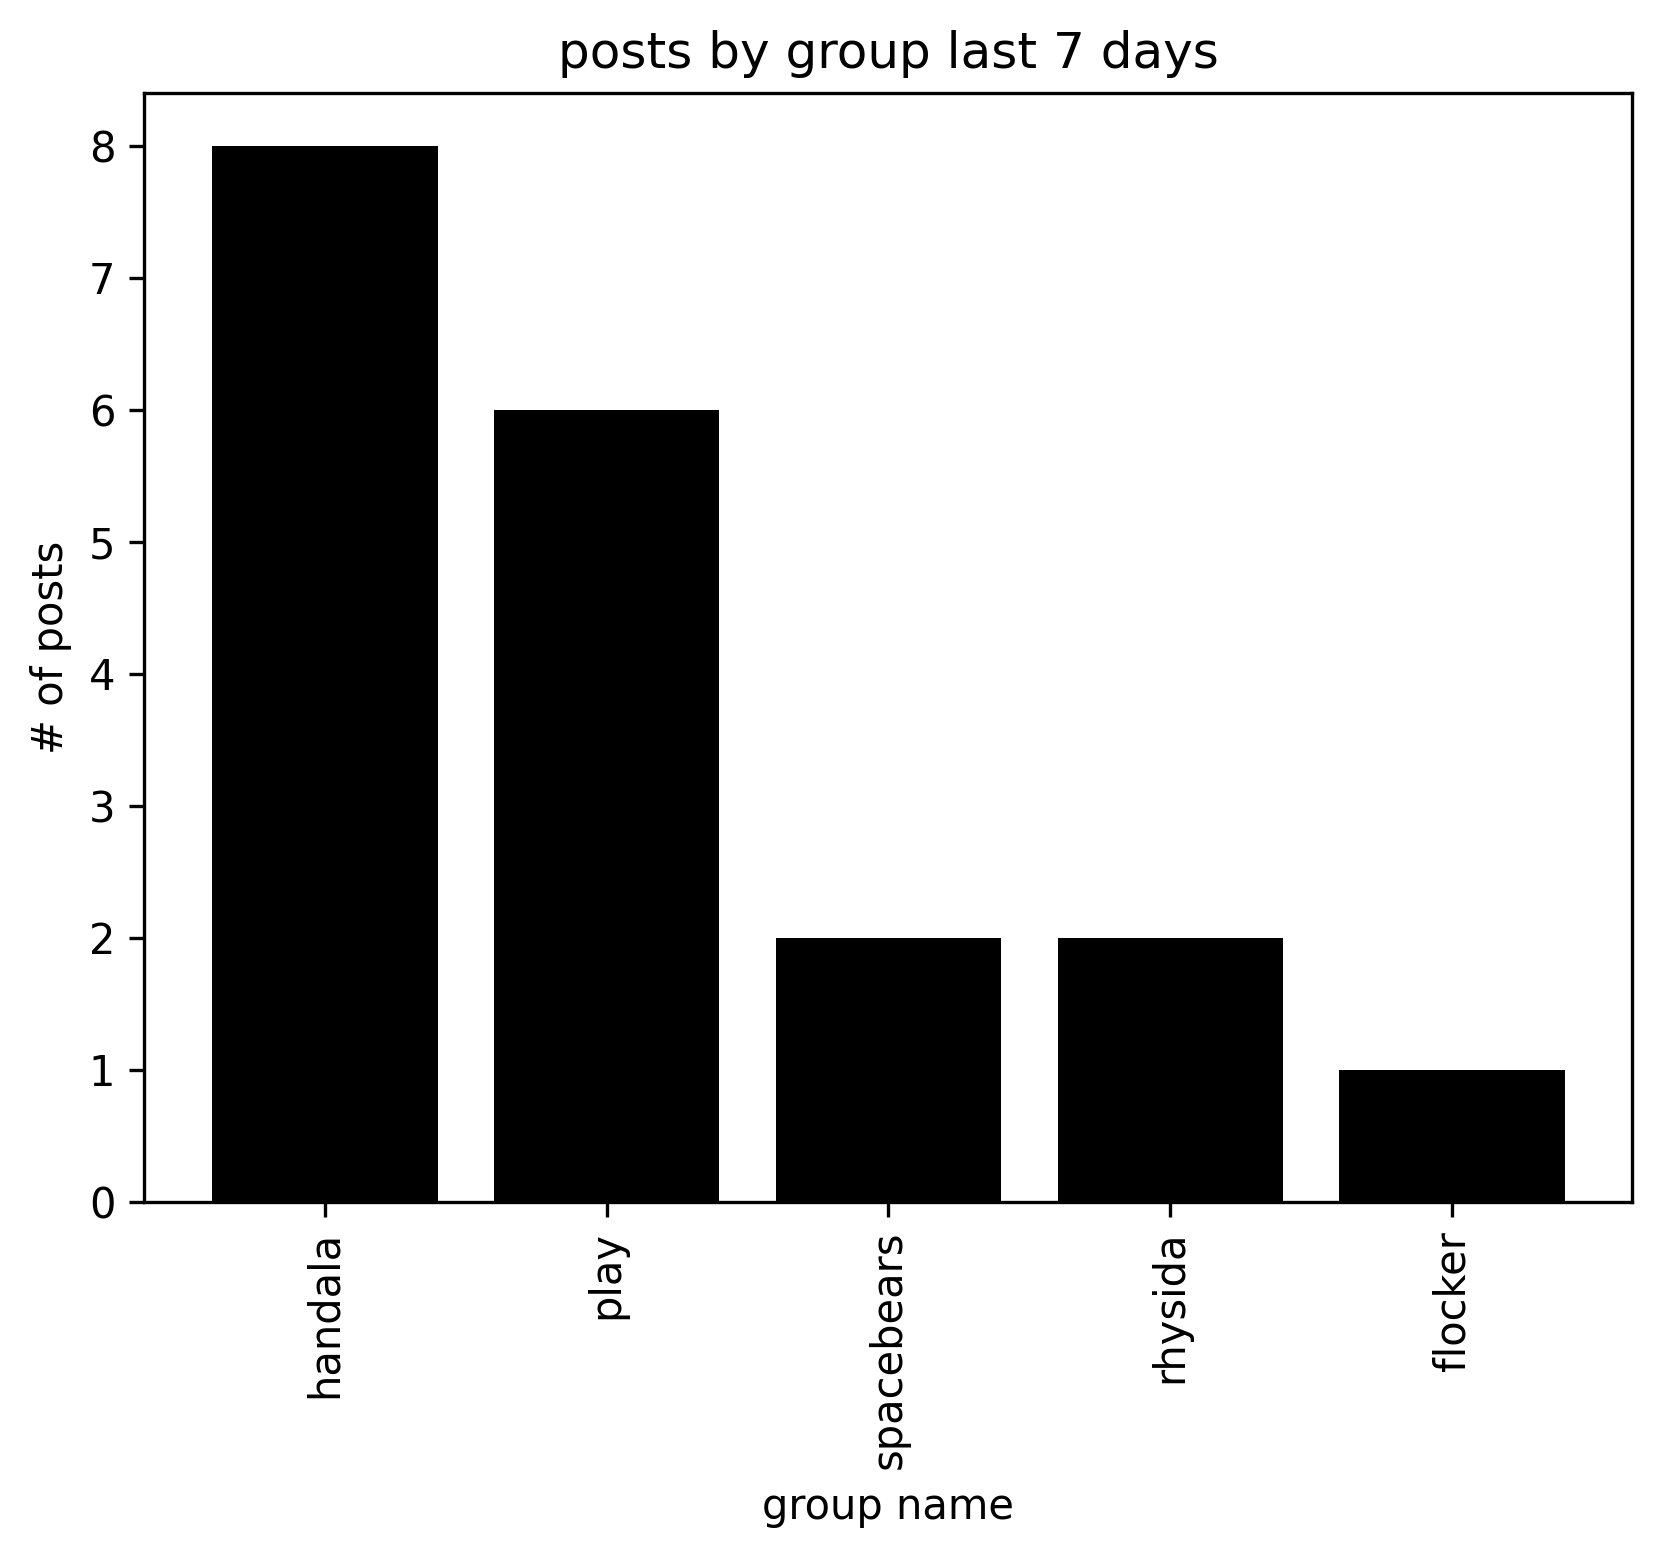 posts by group last 7 days
# of posts
8
7
6
5
4
3
2
1
0
handala
play
spacebears
rhysida
flocker
group name